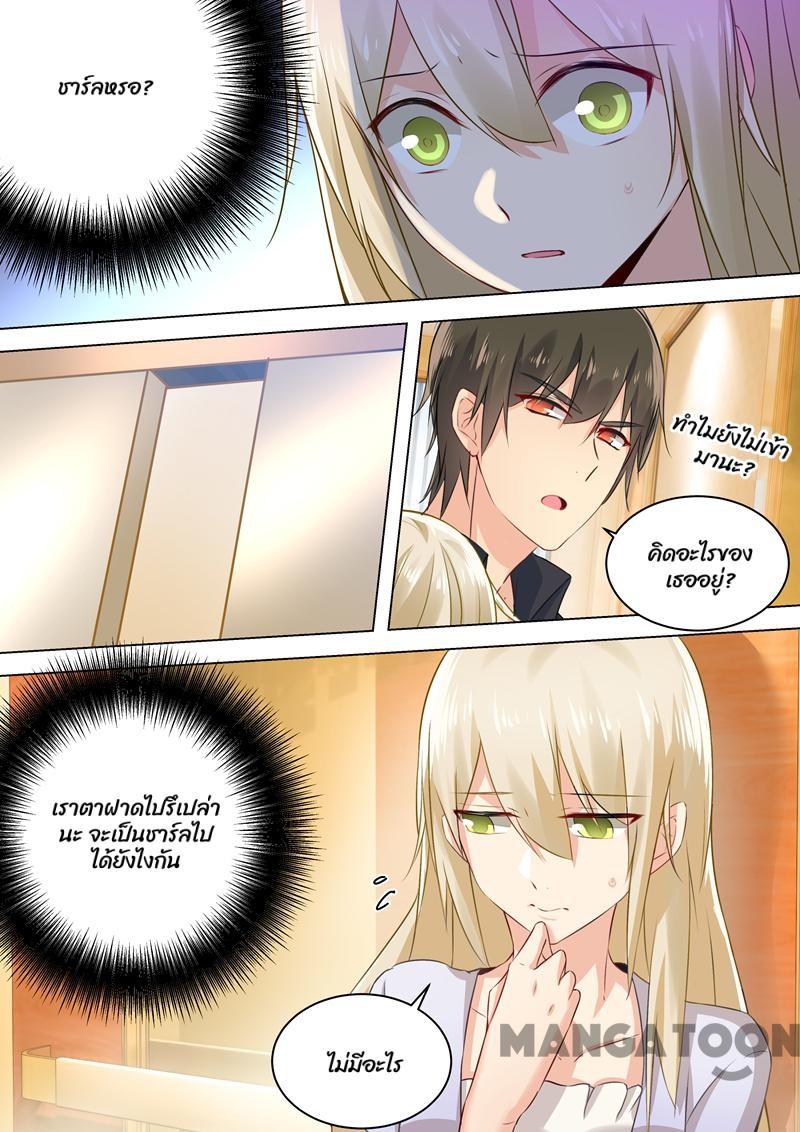 ชาร์ลหรอ?
ทำไมยังไม่เข้า
มานะ?
คิดอะไรของ
เธออยู่?
เราตาฝาดไปรึเปล่า
นะ จะเป็นชาร์ลไป
ได้ยังไงกัน
ไม่มีอะไร
MANGATOON